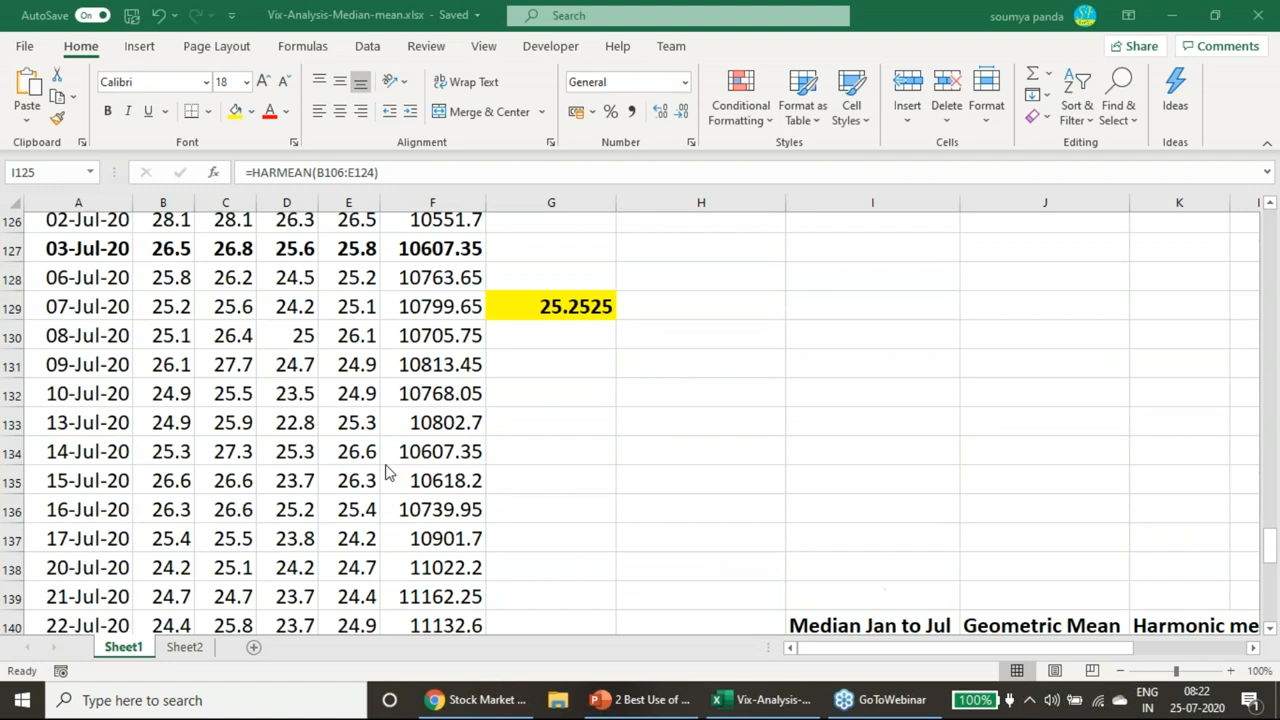 AutoSave On Vix-Analysis-Median-mean.xlsx - Saved Search soumya panda
File Home Insert Page Layout Formulas Data Review View Developer Help Team Share Comments
Paste Calibri 18 Wrap Text General Conditional Formatting Format as Table Cell Styles Insert Delete Format Sort & Filter Find & Select Ideas
B I U Merge & Center
Clipboard Font Alignment Number Styles Cells Editing Ideas
I125 fx =HARMEAN(B106:E124)
A B C D E F G H I J K
126 02-Jul-20 28.1 28.1 26.3 26.5 10551.7
127 03-Jul-20 26.5 26.8 25.6 25.8 10607.35
128 06-Jul-20 25.8 26.2 24.5 25.2 10763.65
129 07-Jul-20 25.2 25.6 24.2 25.1 10799.65 25.2525
130 08-Jul-20 25.1 26.4 25 26.1 10705.75
131 09-Jul-20 26.1 27.7 24.7 24.9 10813.45
132 10-Jul-20 24.9 25.5 23.5 24.9 10768.05
133 13-Jul-20 24.9 25.9 22.8 25.3 10802.7
134 14-Jul-20 25.3 27.3 25.3 26.6 10607.35
135 15-Jul-20 26.6 26.6 23.7 26.3 10618.2
136 16-Jul-20 26.3 26.6 25.2 25.4 10739.95
137 17-Jul-20 25.4 25.5 23.8 24.2 10901.7
138 20-Jul-20 24.2 25.1 24.2 24.7 11022.2
139 21-Jul-20 24.7 24.7 23.7 24.4 11162.25
140 22-Jul-20 24.4 25.8 23.7 24.9 11132.6 Median Jan to Jul Geometric Mean Harmonic me
Sheet1 Sheet2
Ready 100%
Type here to search Stock Market ... 2 Best Use of ... Vix-Analysis-... GoToWebinar 100% ENG IN 08:22 25-07-2020 1